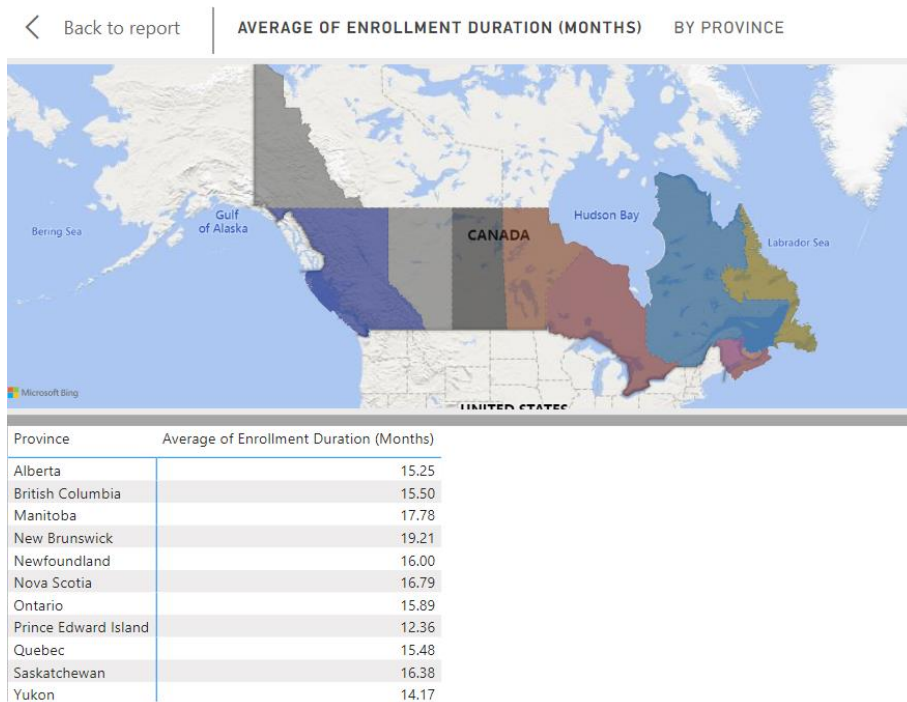 Back to report
AVERAGE OF ENROLLMENT DURATION (MONTHS) BY PROVINCE
Bering Sea
Gulf
of Alaska
CANADA
Hudson Bay
Labrador Sea
Microsoft Bing
UNITED STATES
Province Average of Enrollment Duration (Months)
Alberta 15.25
British Columbia 15.50
Manitoba 17.78
New Brunswick 19.21
Newfoundland 16.00
Nova Scotia 16.79
Ontario 15.89
Prince Edward Island 12.36
Quebec 15.48
Saskatchewan 16.38
Yukon 14.17